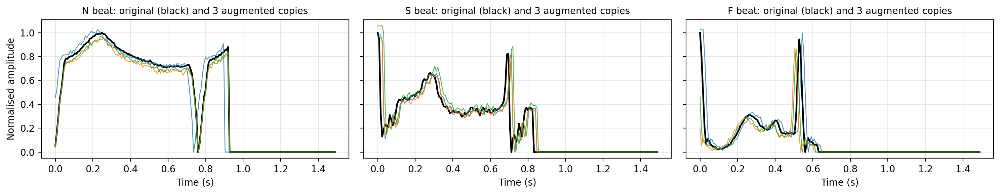 N beat: original (black) and 3 augmented copies
S beat: original (black) and 3 augmented copies
F beat: original (black) and 3 augmented copies
Normalised amplitude
1.0
0.8
0.6
0.4
0.2
0.0
0.0 0.2 0.4 0.6 0.8 1.0 1.2 1.4
0.0 0.2 0.4 0.6 0.8 1.0 1.2 1.4
0.0 0.2 0.4 0.6 0.8 1.0 1.2 1.4
Time (s)
Time (s)
Time (s)